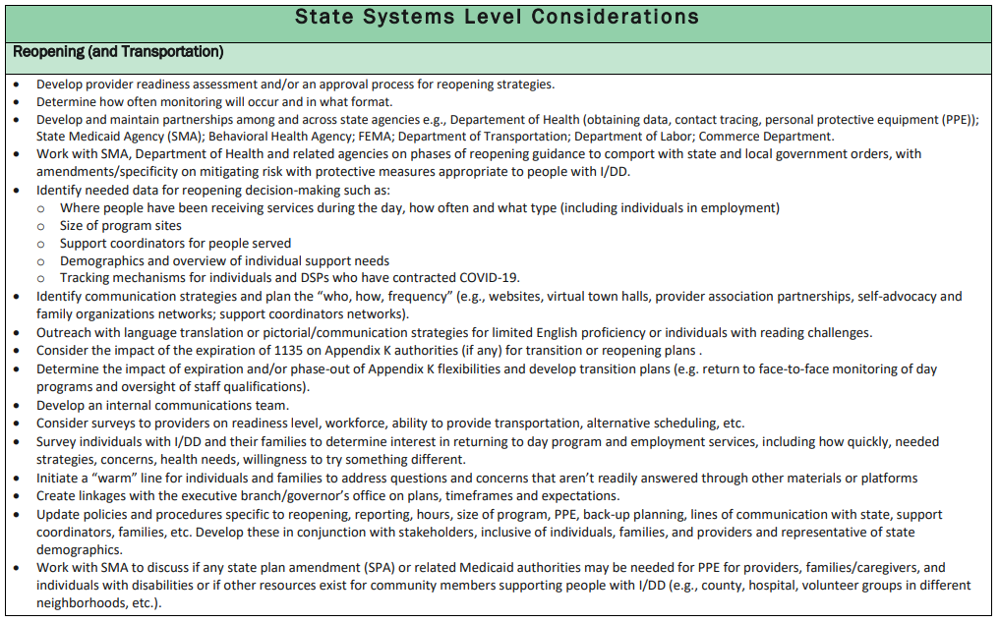 State Systems Level Considerations
Reopening (and Transportation)
• Develop provider readiness assessment and/or an approval process for reopening strategies.
• Determine how often monitoring will occur and in what format.
• Develop and maintain partnerships among and across state agencies e.g., Departement of Health (obtaining data, contact tracing, personal protective equipment (PPE));
State Medicaid Agency (SMA); Behavioral Health Agency; FEMA; Department of Transportation; Department of Labor; Commerce Department.
• Work with SMA, Department of Health and related agencies on phases of reopening guidance to comport with state and local government orders, with
amendments/specificity on mitigating risk with protective measures appropriate to people with I/DD.
• Identify needed data for reopening decision-making such as:
o Where people have been receiving services during the day, how often and what type (including individuals in employment)
o Size of program sites
o Support coordinators for people served
o Demographics and overview of individual support needs
o Tracking mechanisms for individuals and DSPs who have contracted COVID-19.
• Identify communication strategies and plan the “who, how, frequency” (e.g., websites, virtual town halls, provider association partnerships, self-advocacy and
family organizations networks; support coordinators networks).
• Outreach with language translation or pictorial/communication strategies for limited English proficiency or individuals with reading challenges.
• Consider the impact of the expiration of 1135 on Appendix K authorities (if any) for transition or reopening plans .
• Determine the impact of expiration and/or phase-out of Appendix K flexibilities and develop transition plans (e.g. return to face-to-face monitoring of day
programs and oversight of staff qualifications).
• Develop an internal communications team.
• Consider surveys to providers on readiness level, workforce, ability to provide transportation, alternative scheduling, etc.
• Survey individuals with I/DD and their families to determine interest in returning to day program and employment services, including how quickly, needed
strategies, concerns, health needs, willingness to try something different.
• Initiate a “warm” line for individuals and families to address questions and concerns that aren’t readily answered through other materials or platforms
• Create linkages with the executive branch/governor’s office on plans, timeframes and expectations.
• Update policies and procedures specific to reopening, reporting, hours, size of program, PPE, back-up planning, lines of communication with state, support
coordinators, families, etc. Develop these in conjunction with stakeholders, inclusive of individuals, families, and providers and representative of state
demographics.
• Work with SMA to discuss if any state plan amendment (SPA) or related Medicaid authorities may be needed for PPE for providers, families/caregivers, and
individuals with disabilities or if other resources exist for community members supporting people with I/DD (e.g., county, hospital, volunteer groups in different
neighborhoods, etc.).